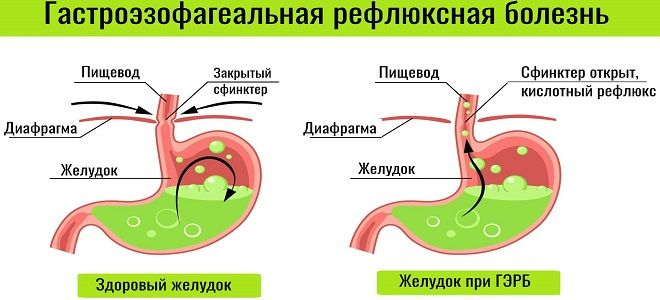 Гастроэзофагеальная рефлюксная болезнь
Пищевод
Закрытый
сфинктер
Диафрагма
Желудок
Здоровый желудок
Пищевод
Сфинктер открыт,
кислотный рефлюкс
Диафрагма
Желудок
Желудок при ГЭРБ